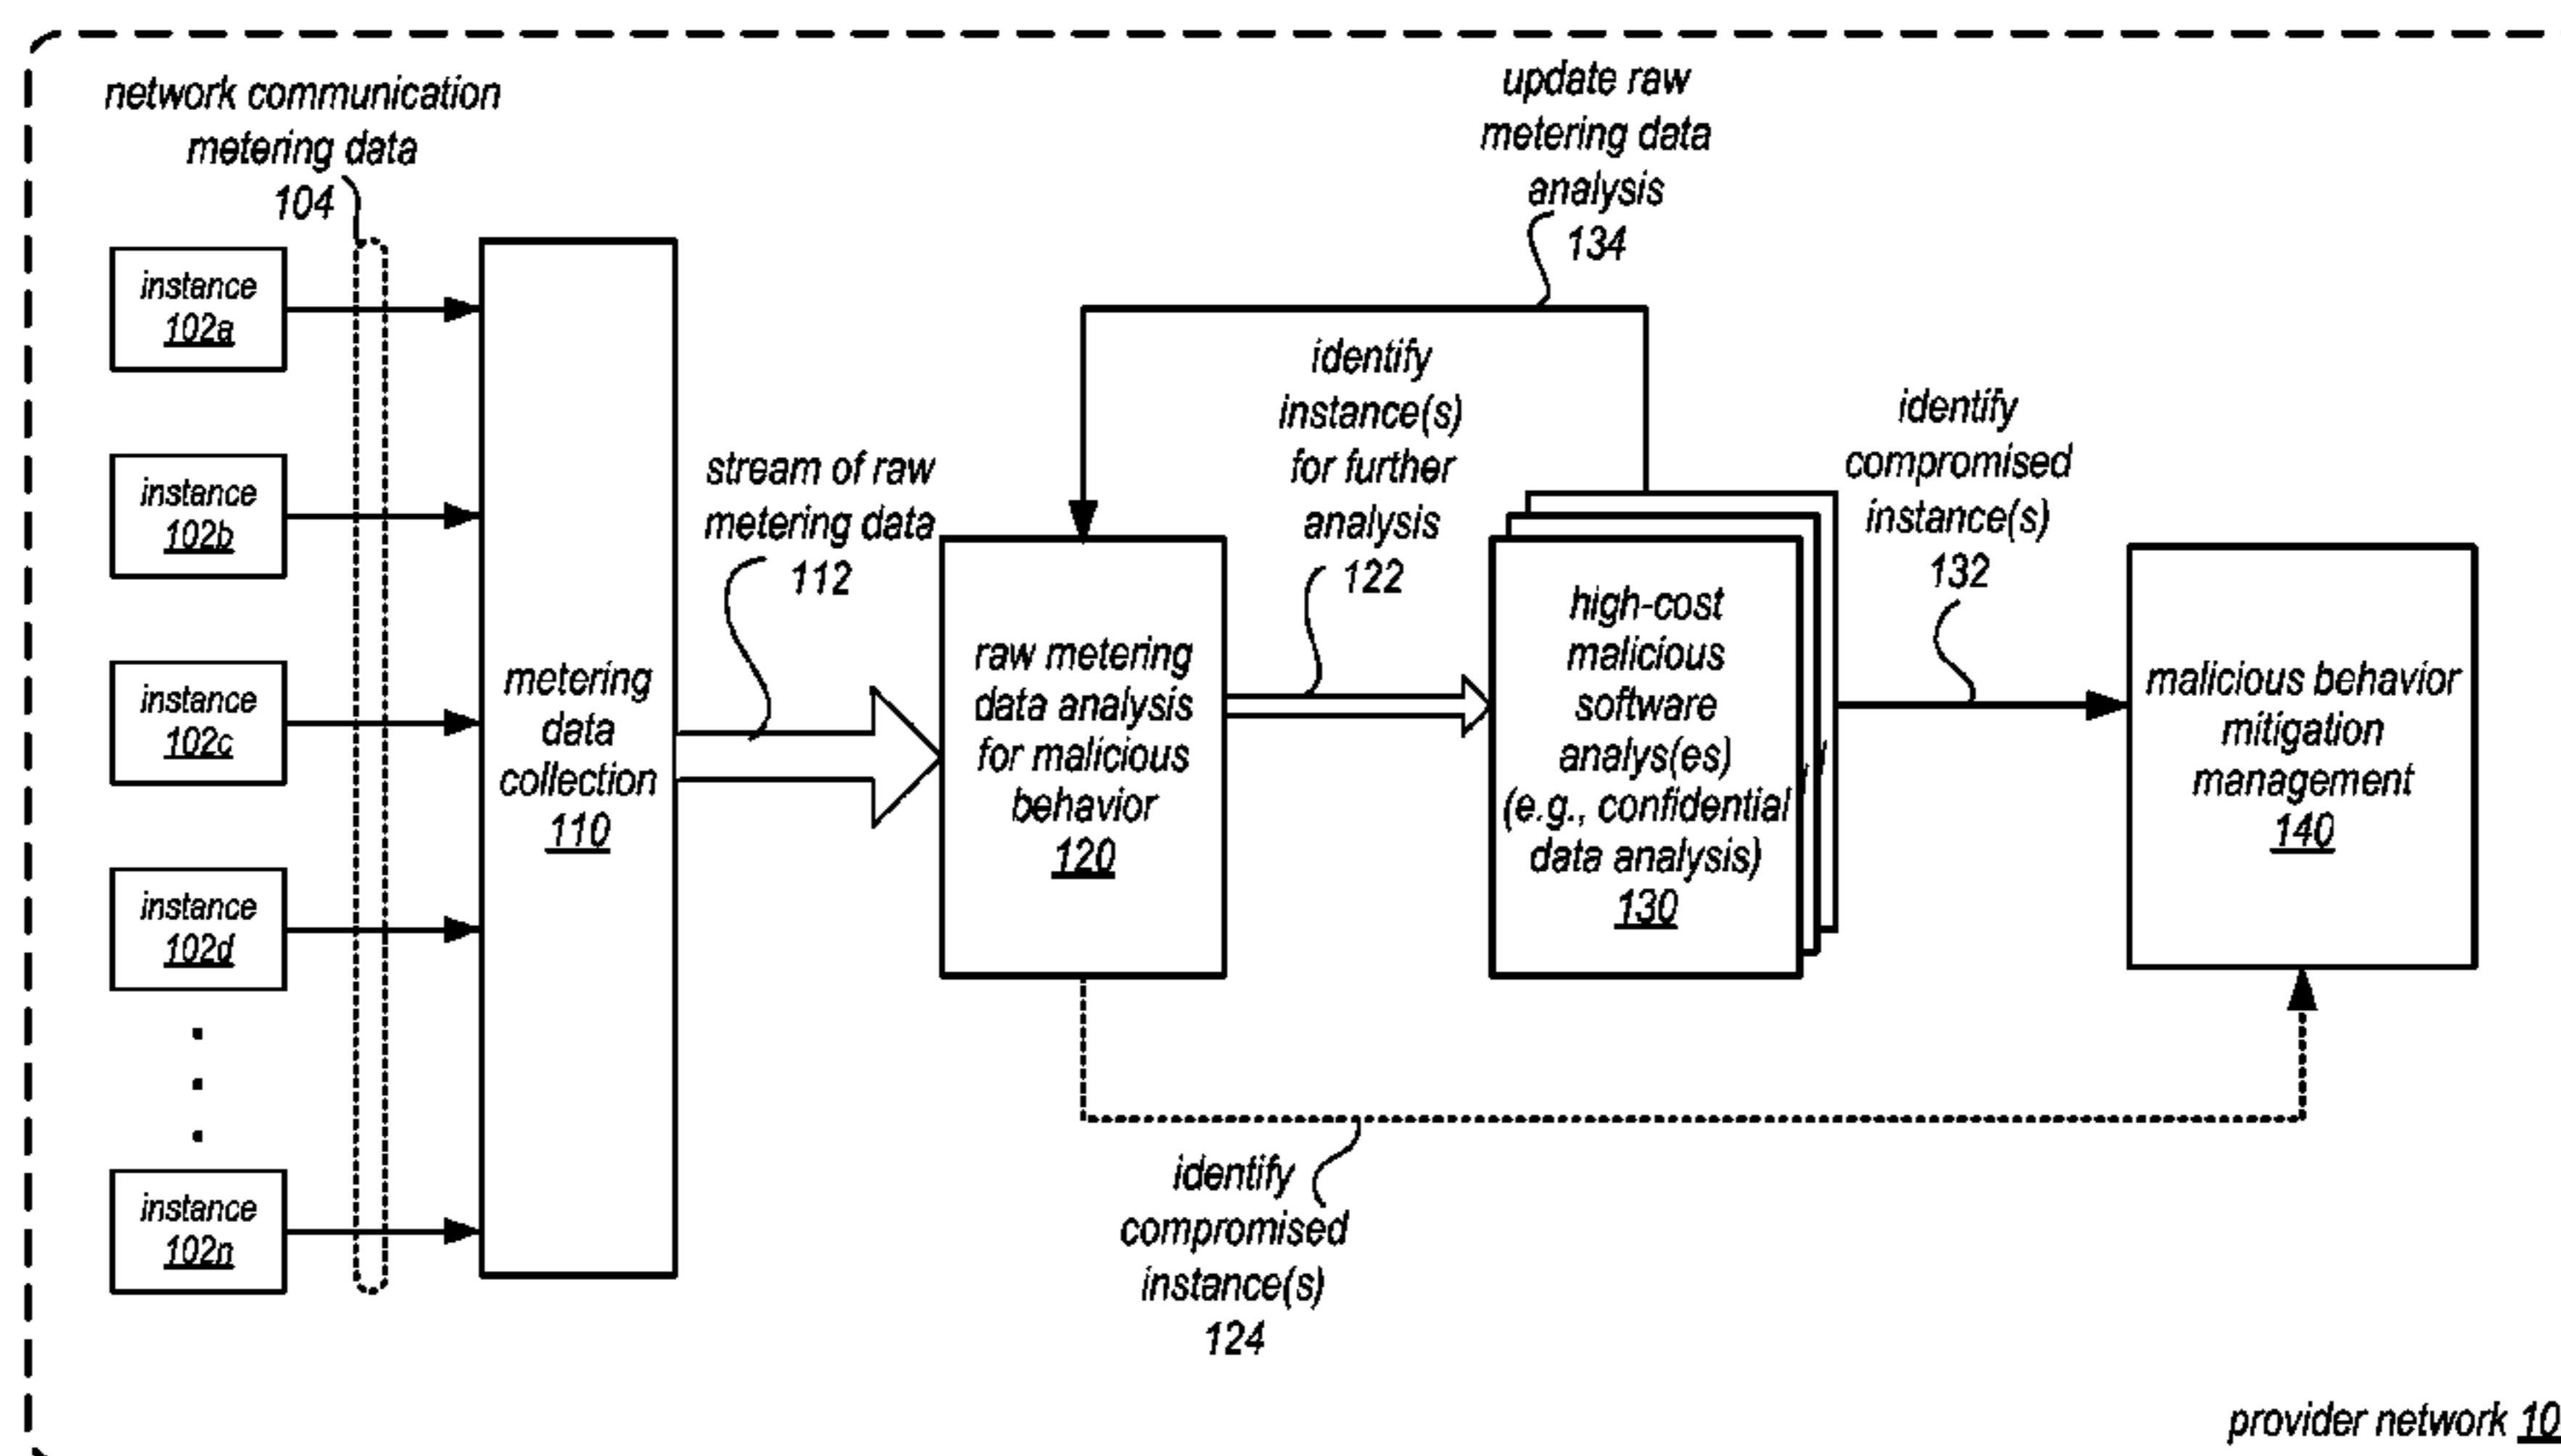 network communication
metering data
104
update raw
metering data
analysis
134
instance
102a
instance
102b
instance
102c
instance
102d
instance
102n
metering
data
collection
110
stream of raw
metering data
112
raw metering
data analysis
for malicious
behavior
120
identify
instance(s)
for further
analysis
122
high-cost
malicious
software
analys(es)
(e.g., confidential
data analysis)
130
identify
compromised
instance(s)
132
malicious behavior
mitigation
management
140
identify
compromised
instance(s)
124
provider network 10